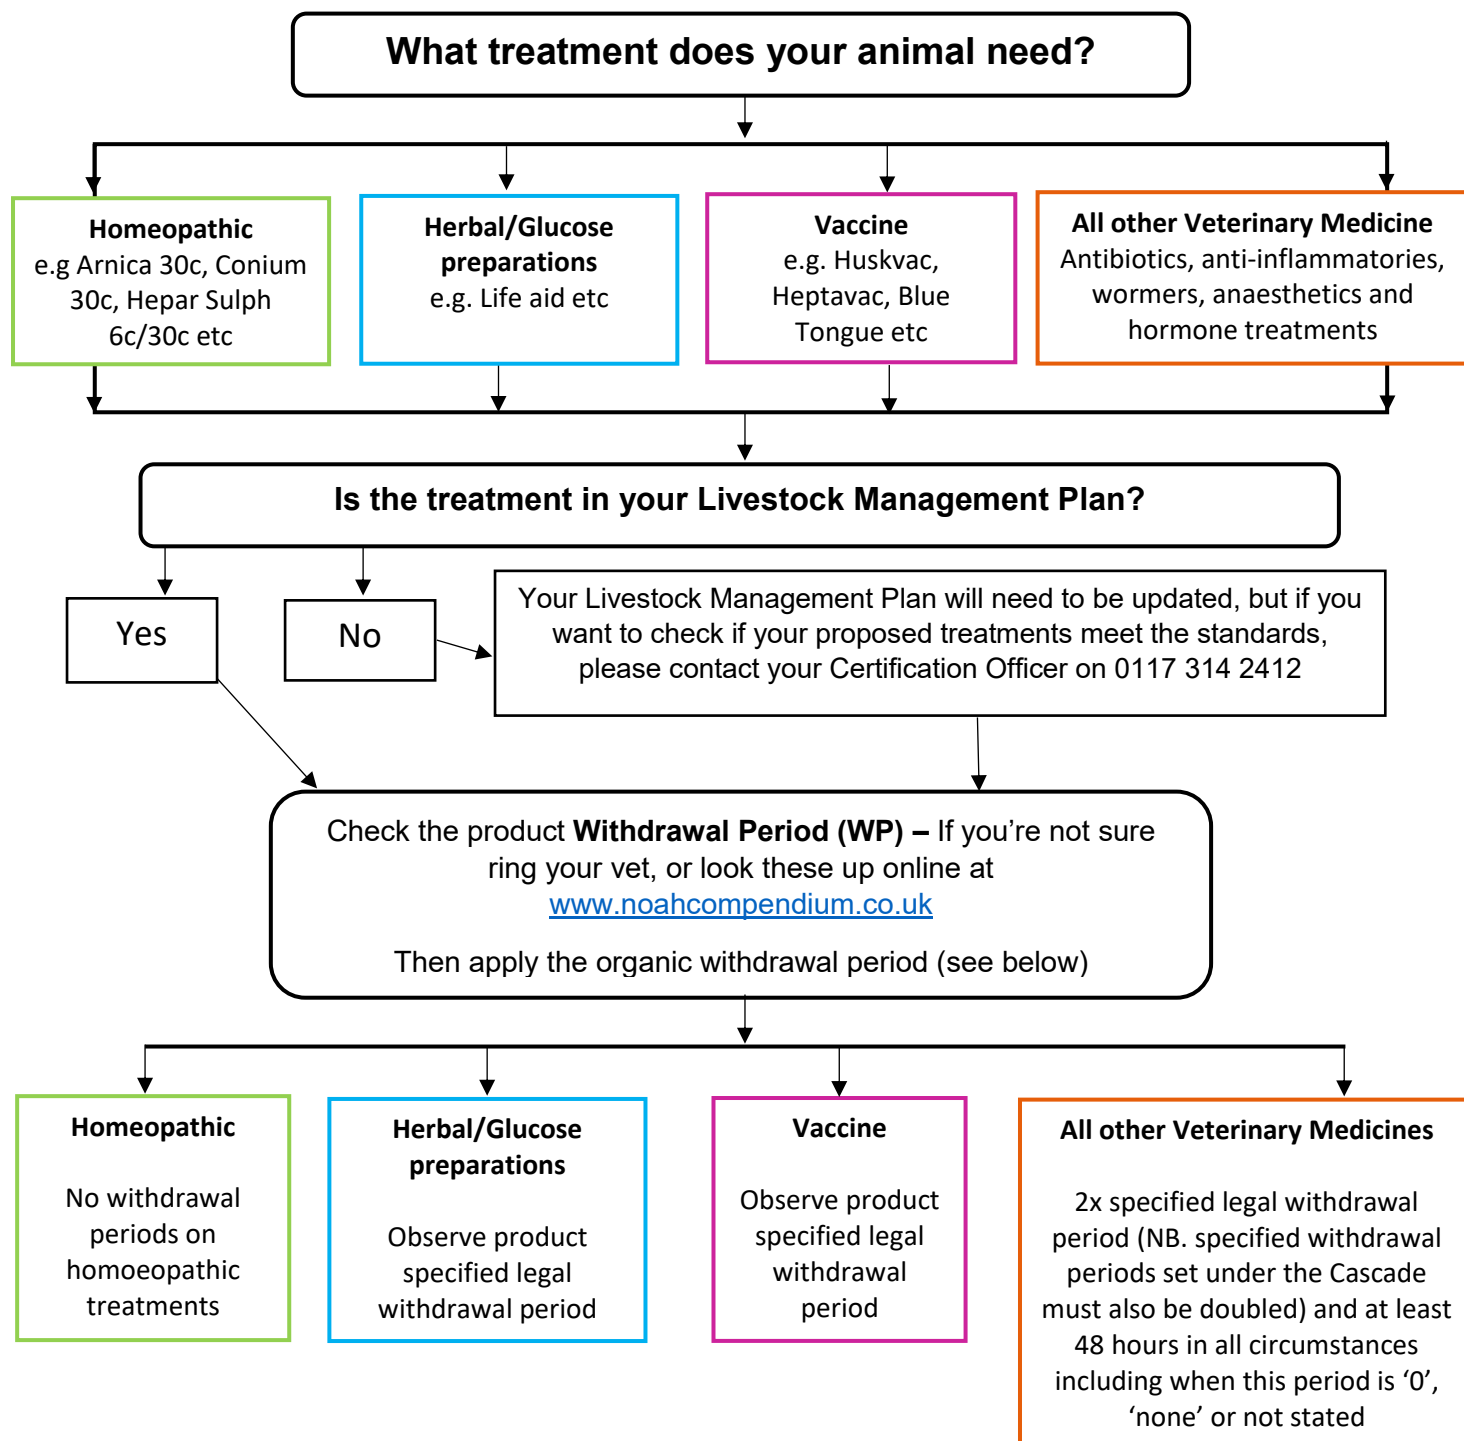 What treatment does your animal need?
Homeopathic
e.g Arnica 30c, Conium
30c, Hepar Sulph
6c/30c etc
Herbal/Glucose
preparations
e.g. Life aid etc
Vaccine
e.g. Huskvac,
Heptavac, Blue
Tongue etc
All other Veterinary Medicine
Antibiotics, anti-inflammatories,
wormers, anaesthetics and
hormone treatments
Is the treatment in your Livestock Management Plan?
Yes
No
Your Livestock Management Plan will need to be updated, but if you
want to check if your proposed treatments meet the standards,
please contact your Certification Officer on 0117 314 2412
Check the product Withdrawal Period (WP) – If you’re not sure
ring your vet, or look these up online at
www.noahcompendium.co.uk
Then apply the organic withdrawal period (see below)
Homeopathic
No withdrawal
periods on
homoeopathic
treatments
Herbal/Glucose
preparations
Observe product
specified legal
withdrawal period
Vaccine
Observe product
specified legal
withdrawal
period
All other Veterinary Medicines
2x specified legal withdrawal
period (NB. specified withdrawal
periods set under the Cascade
must also be doubled) and at least
48 hours in all circumstances
including when this period is ‘0’,
‘none’ or not stated